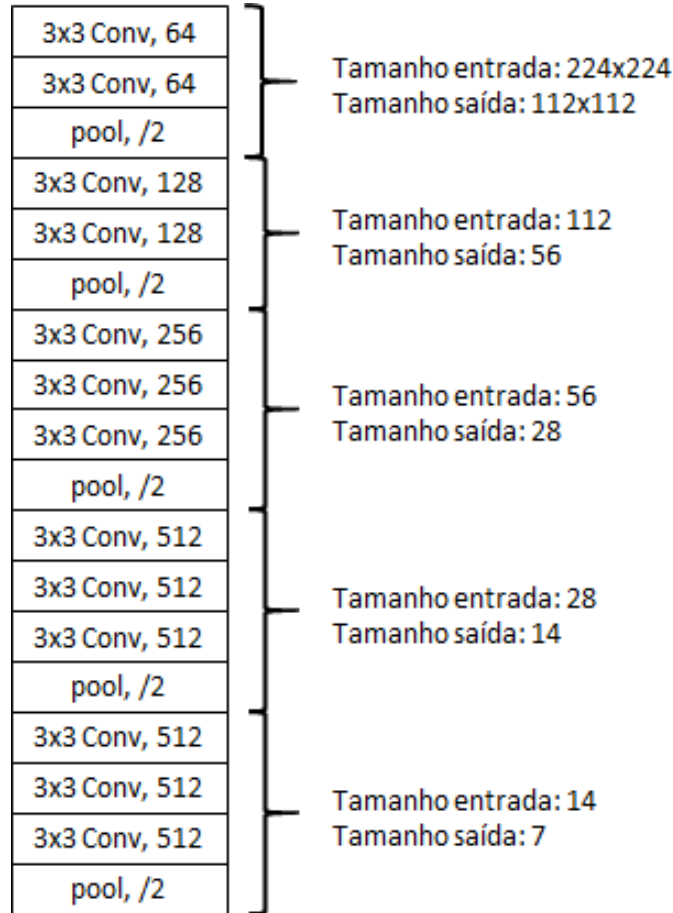 3x3 Conv, 64
3x3 Conv, 64
pool, /2
Tamanho entrada: 224x224
Tamanho saída: 112x112
3x3 Conv, 128
3x3 Conv, 128
pool, /2
Tamanho entrada: 112
Tamanho saída: 56
3x3 Conv, 256
3x3 Conv, 256
3x3 Conv, 256
pool, /2
Tamanho entrada: 56
Tamanho saída: 28
3x3 Conv, 512
3x3 Conv, 512
3x3 Conv, 512
pool, /2
Tamanho entrada: 28
Tamanho saída: 14
3x3 Conv, 512
3x3 Conv, 512
3x3 Conv, 512
pool, /2
Tamanho entrada: 14
Tamanho saída: 7